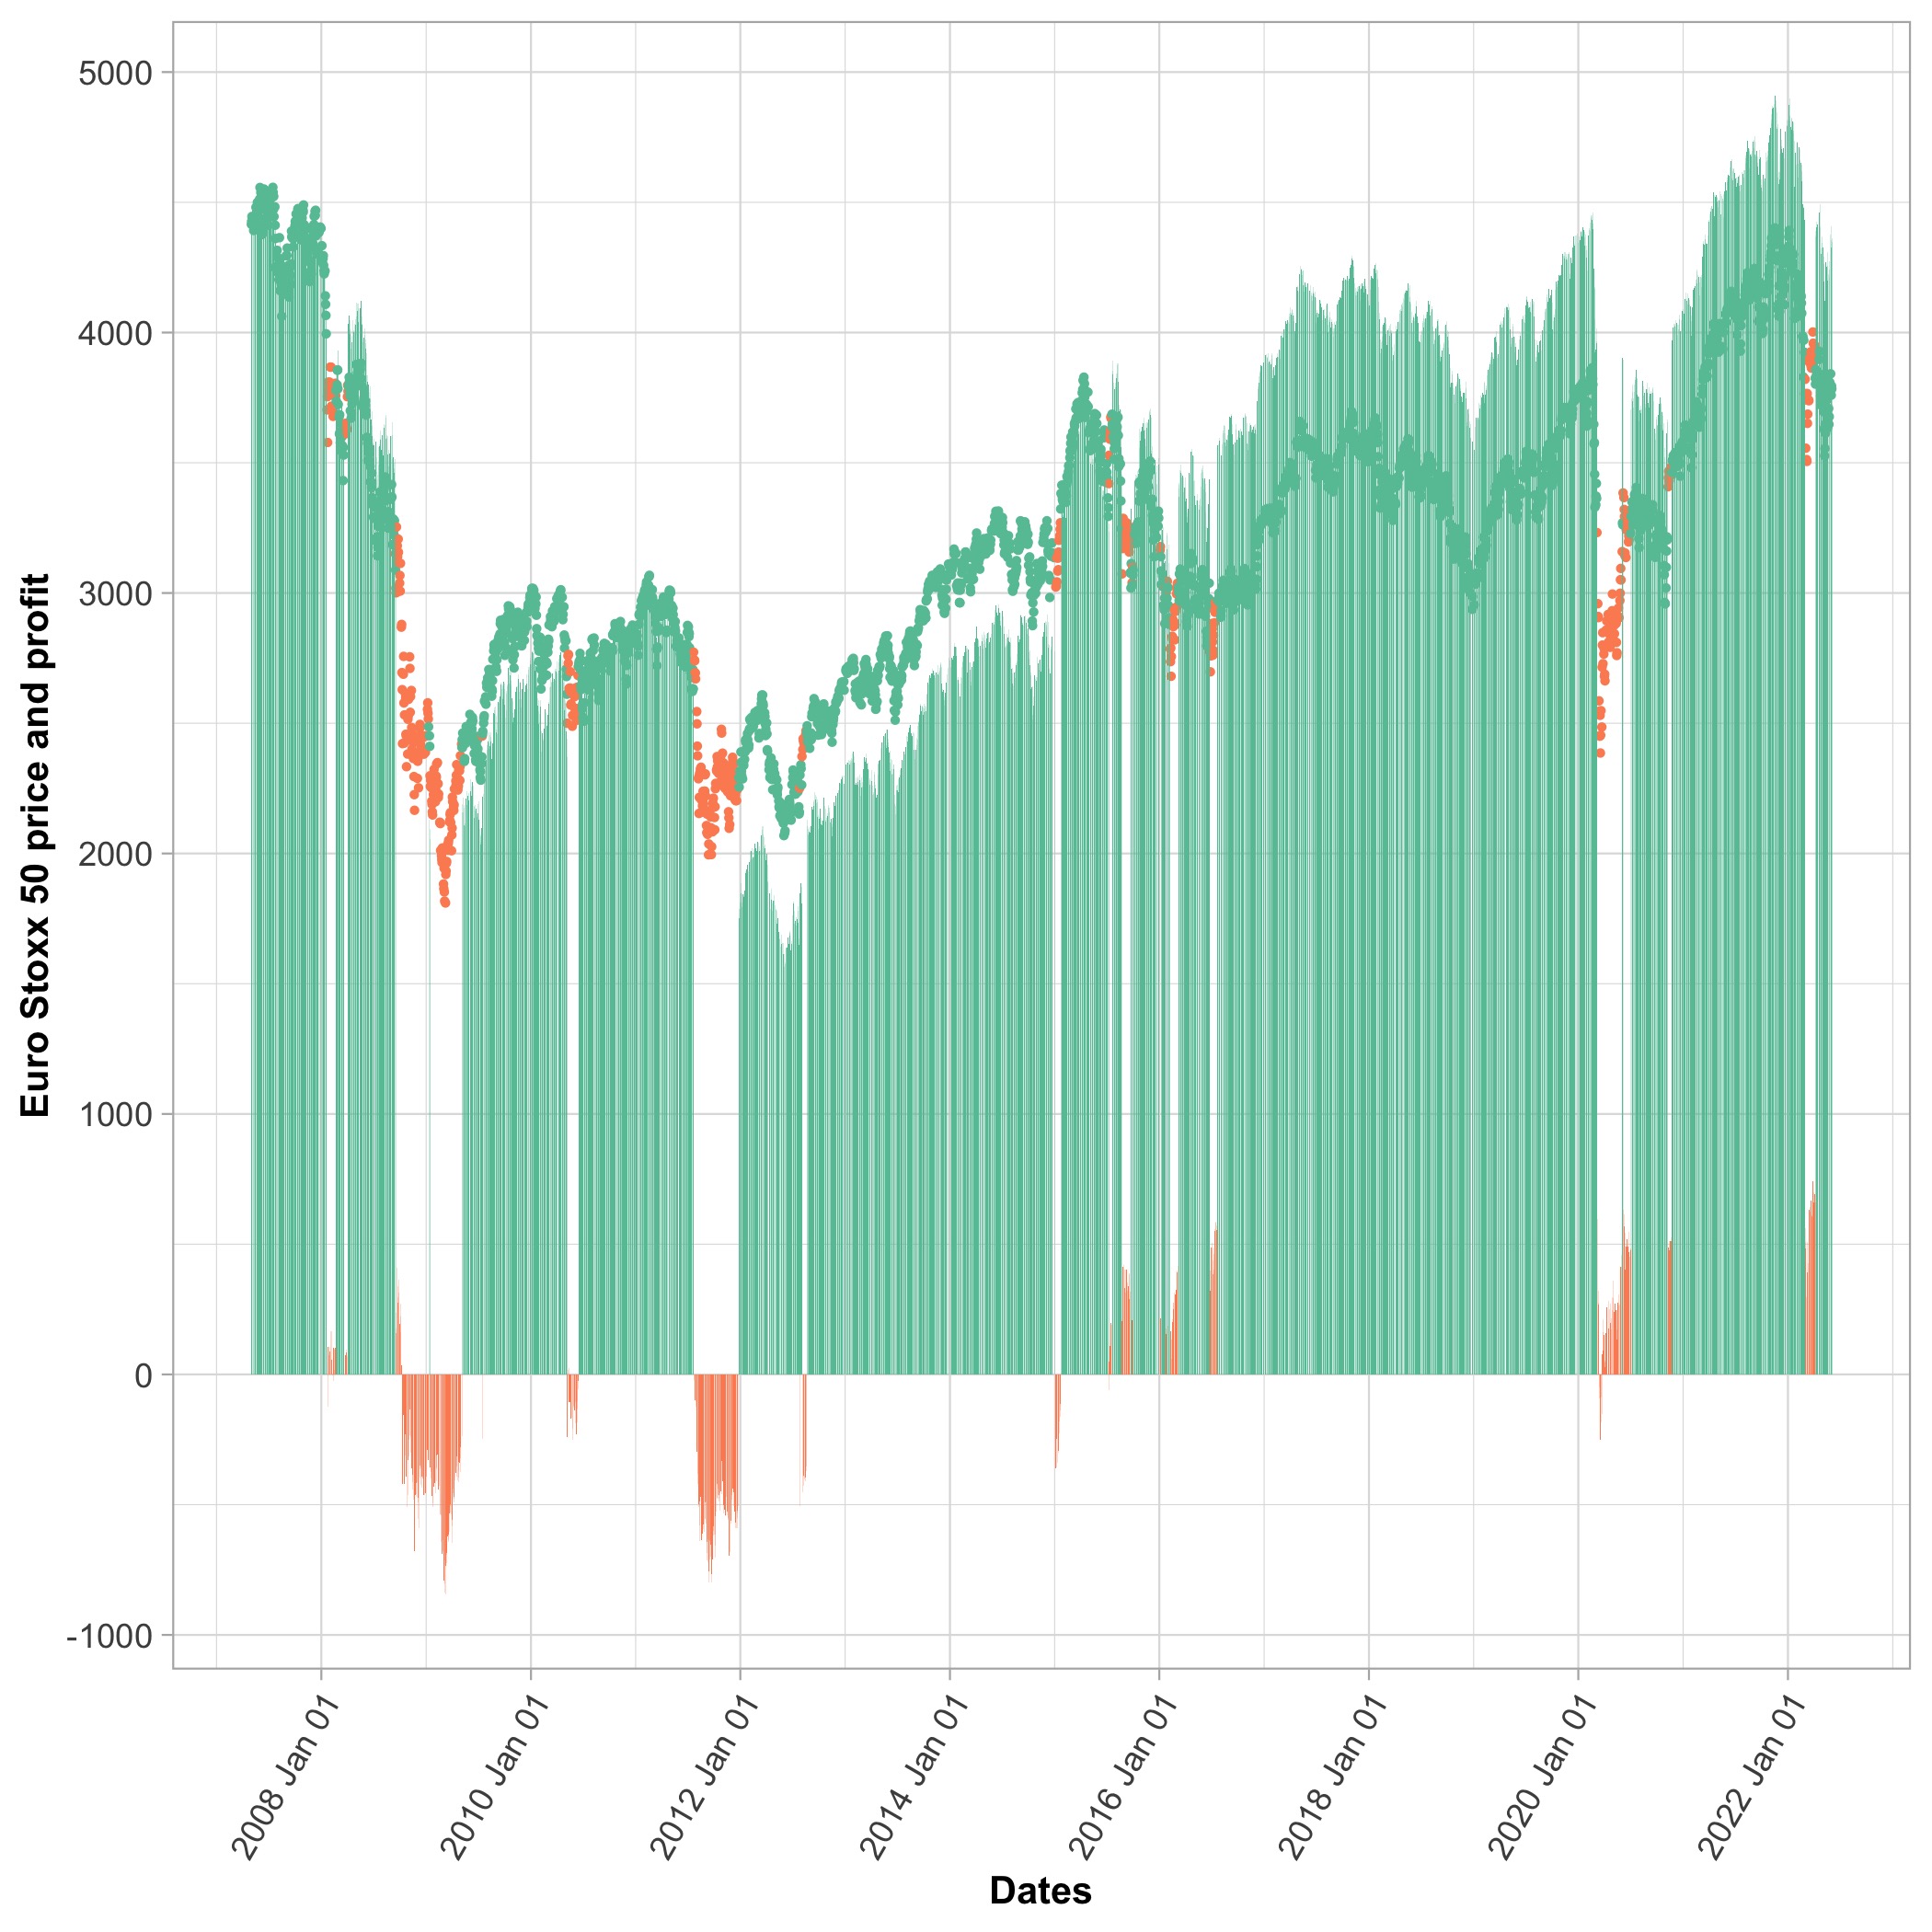 Euro Stoxx 50 price and profit
5000
4000
3000
2000
1000
0
-1000
2008 Jan 01
2010 Jan 01
2012 Jan 01
2014 Jan 01
2016 Jan 01
2018 Jan 01
2020 Jan 01
2022 Jan 01
Dates